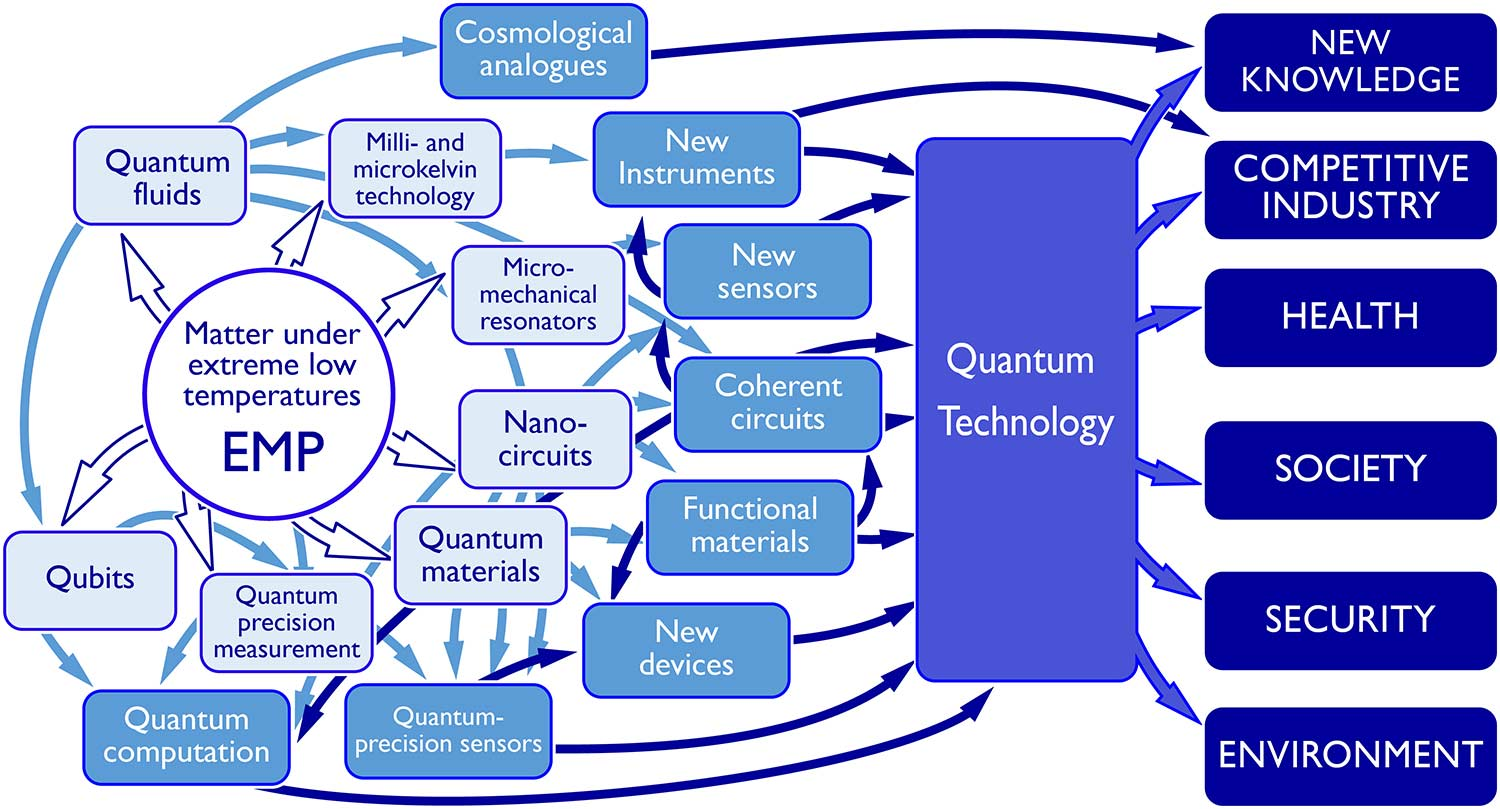 Cosmological
analogues
NEW
KNOWLEDGE
Quantum
fluids
Milli- and
microkelvin
technology
New
Instruments
COMPETITIVE
INDUSTRY
New
sensors
Micro-
mechanical
resonators
HEALTH
Matter under
extreme low
temperatures
EMP
Quantum
Technology
Coherent
circuits
Nano-
circuits
SOCIETY
Functional
materials
Quantum
materials
Qubits
Quantum
precision
measurement
New
devices
SECURITY
Quantum
computation
Quantum-
precision sensors
ENVIRONMENT